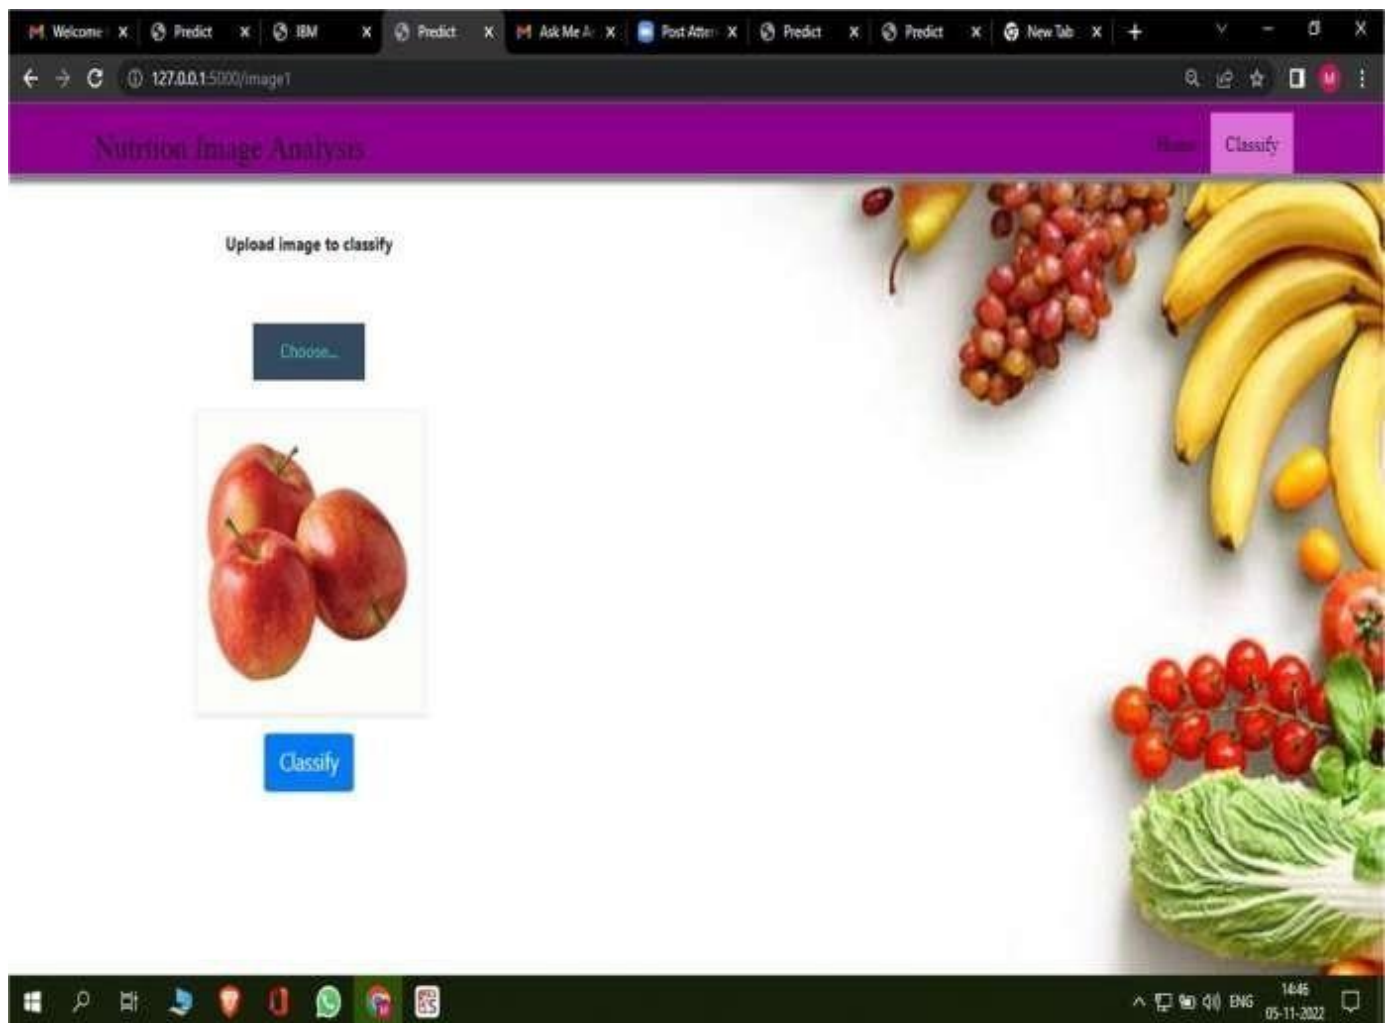 Welcome
Predict
IBM
Predict
Ask Me A
Post Atten
Predict
Predict
New Tab
127.0.0.1:5000/image1
M
Nutrition Image Analysis
Home
Classify
Upload image to classify
Choose...
Classify
ENG
14:46
05-11-2022